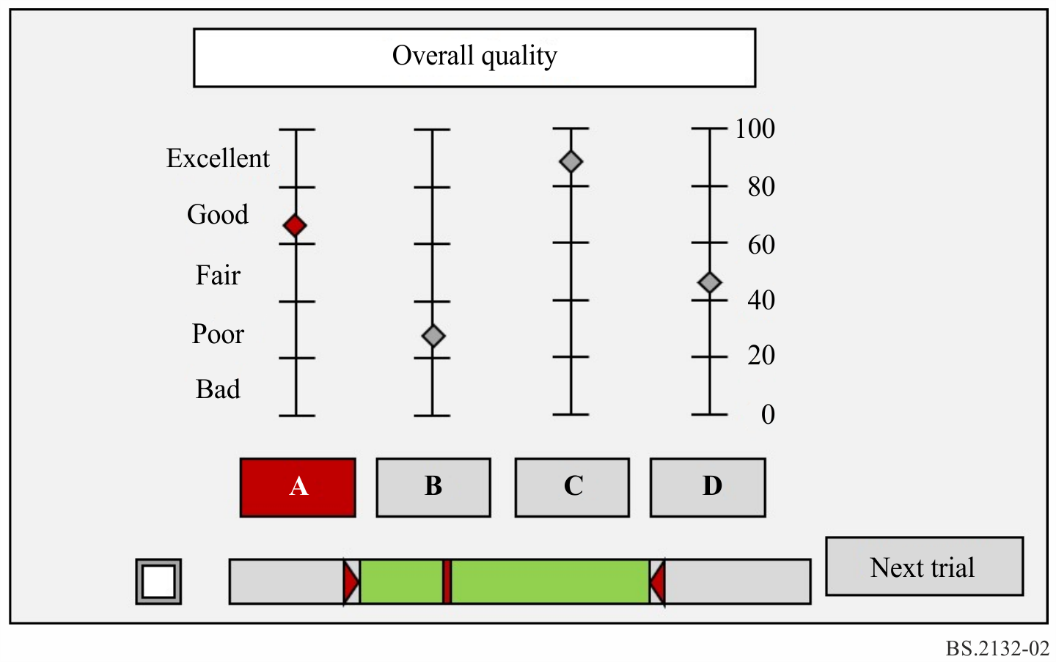 Overall quality
Excellent
Good
Fair
Poor
Bad
100
80
60
40
20
0
A B C D
Next trial
BS.2132-02